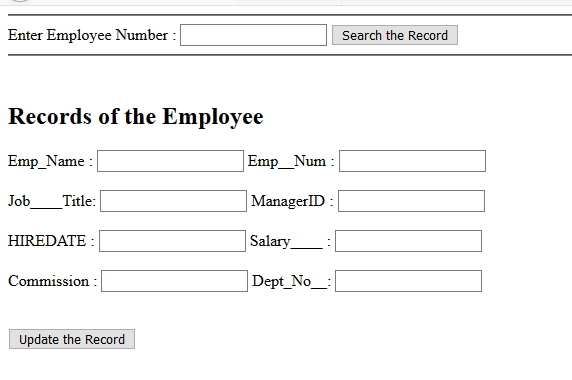 Enter Employee Number : Search the Record
Records of the Employee
Emp_Name : Emp__Num :
Job____Title: ManagerID :
HIREDATE : Salary____ :
Commission : Dept_No__:
Update the Record